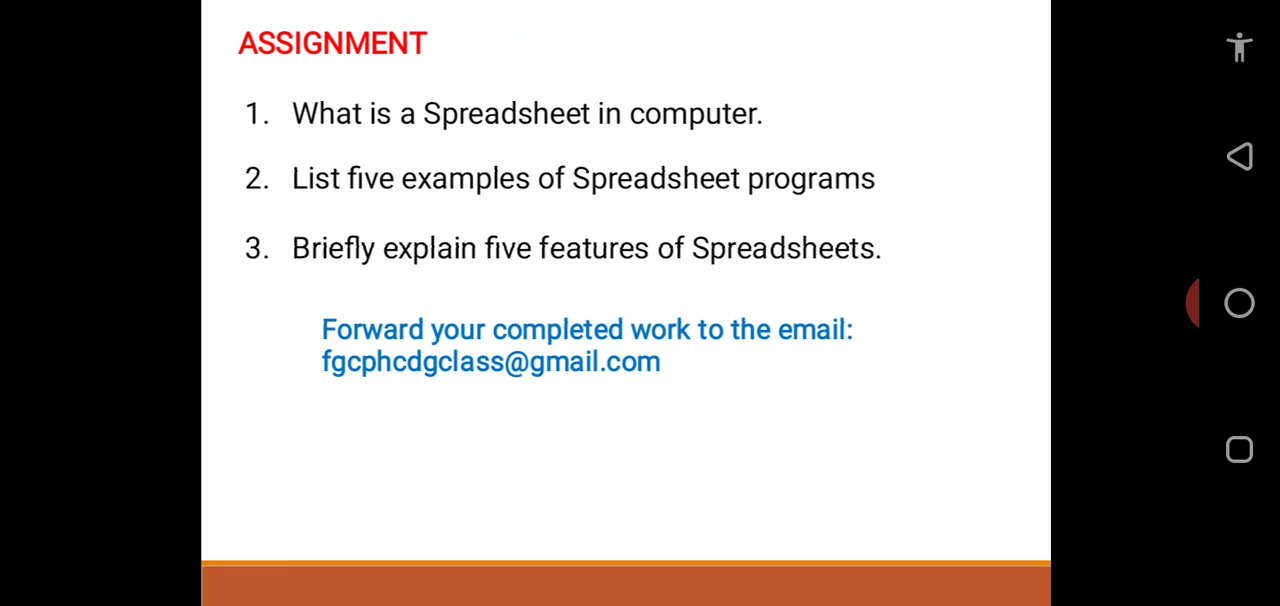 ASSIGNMENT
1. What is a Spreadsheet in computer.
2. List five examples of Spreadsheet programs
3. Briefly explain five features of Spreadsheets.
Forward your completed work to the email:
fgcphcdgclass@gmail.com